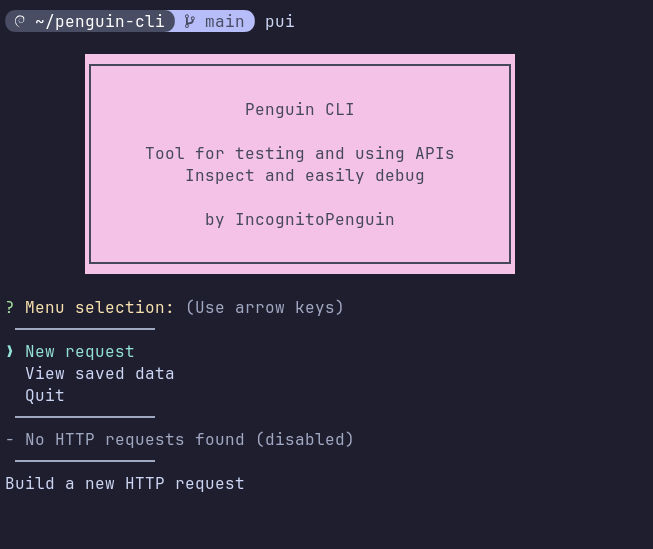 ~/penguin-cli main pui
Penguin CLI
Tool for testing and using APIs
Inspect and easily debug
by IncognitoPenguin
? Menu selection: (Use arrow keys)
❯ New request
View saved data
Quit
- No HTTP requests found (disabled)
Build a new HTTP request